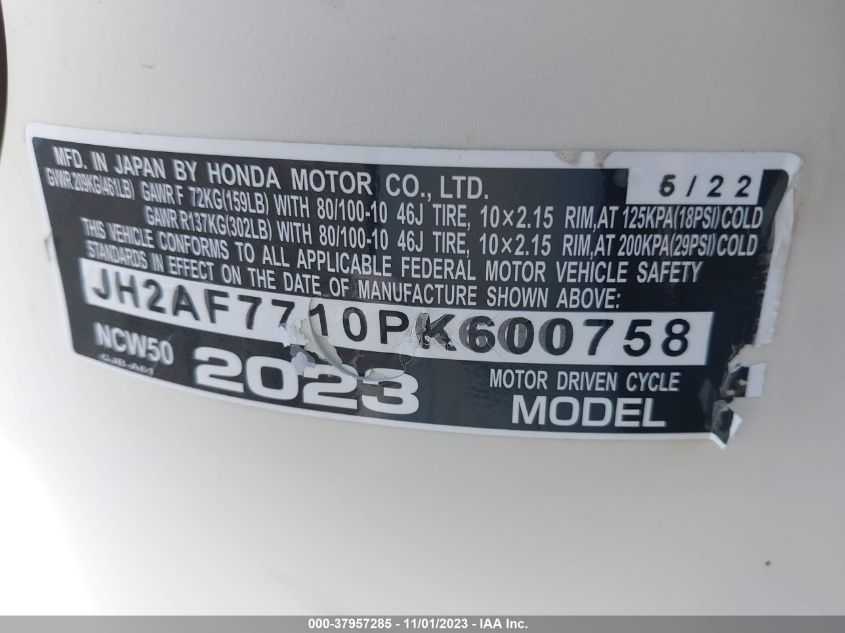 MFD. IN JAPAN BY HONDA MOTOR CO., LTD. 5/22
GVWR 209KG(461LB) GAWR F 72KG(159LB) WITH 80/100-10 46J TIRE, 10×2.15 RIM,AT 125KPA(18PSI)COLD
GAWR R137KG(302LB) WITH 80/100-10 46J TIRE, 10×2.15 RIM,AT 200KPA(29PSI)COLD
THIS VEHICLE CONFORMS TO ALL APPLICABLE FEDERAL MOTOR VEHICLE SAFETY
STANDARDS IN EFFECT ON THE DATE OF MANUFACTURE SHOWN ABOVE:
JH2AF7710PK600758
NCW50 2023 MOTOR DRIVEN CYCLE
CJB.A61 MODEL
000-37957285 - 11/01/2023 - IAA Inc.